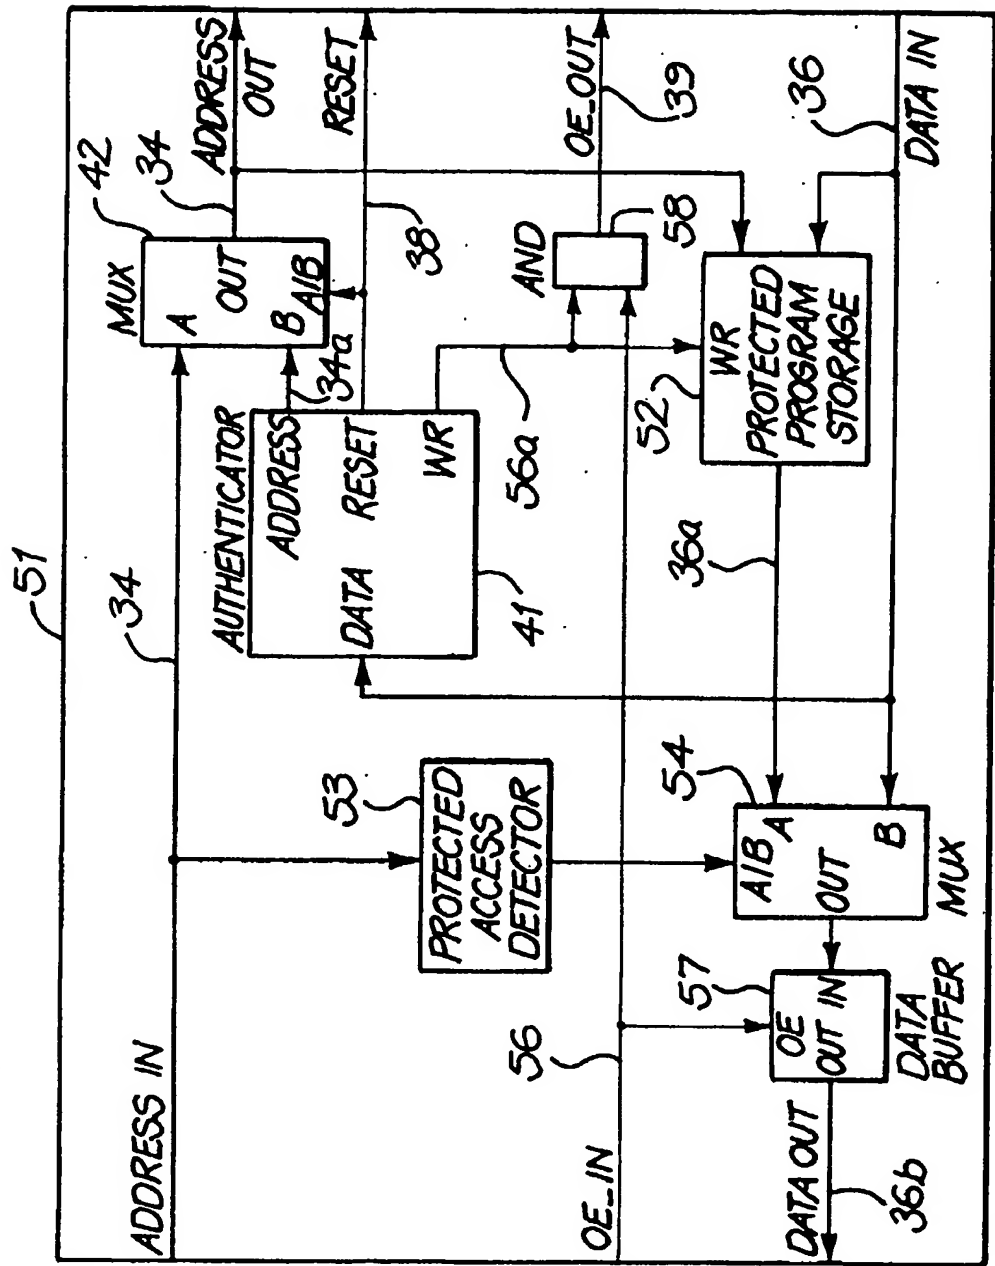 51
ADDRESS IN
34
MUX
42
A
OUT
B
A|B
34
ADDRESS
OUT
AUTHENTICATOR
ADDRESS
34a
DATA
RESET
WR
41
38
RESET
53
PROTECTED
ACCESS
DETECTOR
56a
AND
58
OE_OUT
39
OE_IN
56
52
WR
PROTECTED
PROGRAM
STORAGE
36a
54
A|B
A
OUT
B
MUX
57
OE
OUT IN
DATA
BUFFER
DATA OUT
36b
36
DATA IN